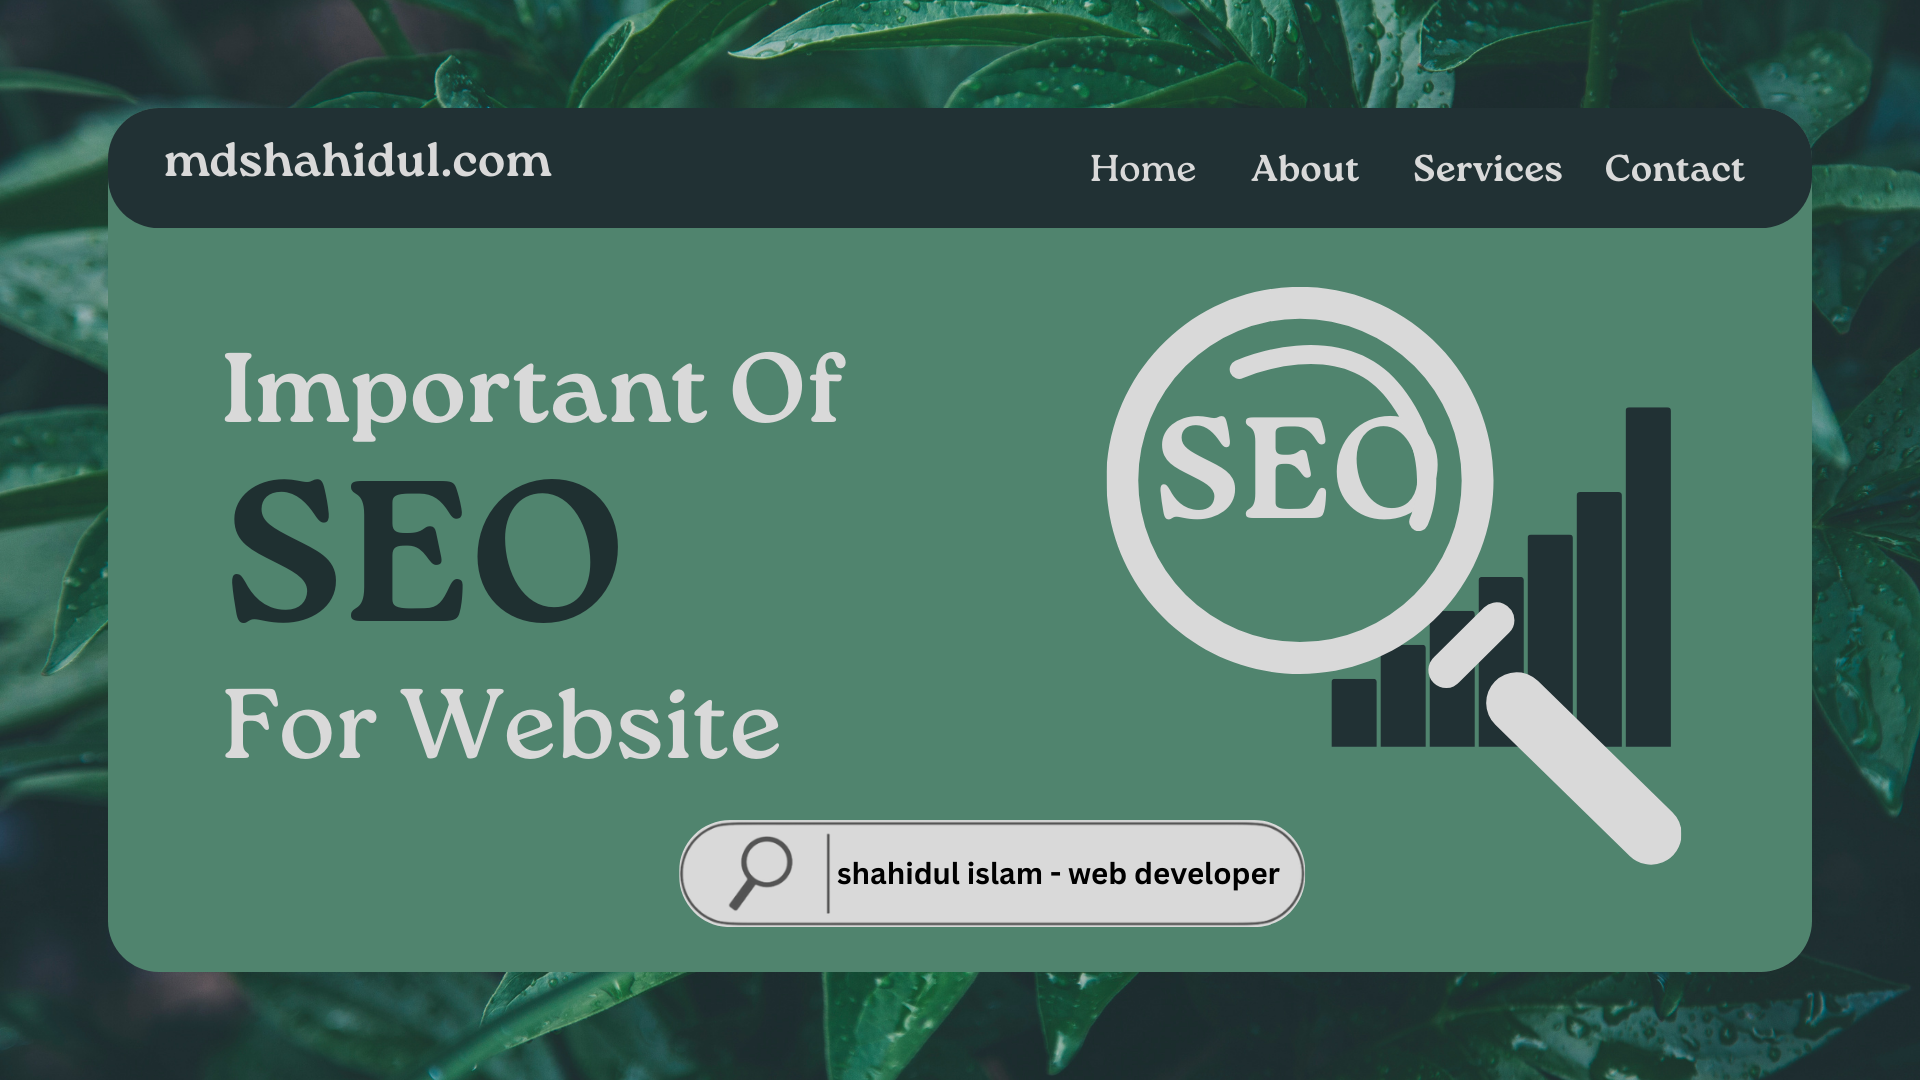 mdshahidul.com
Home About Services Contact
Important Of
SEO
For Website
SEO
shahidul islam - web developer